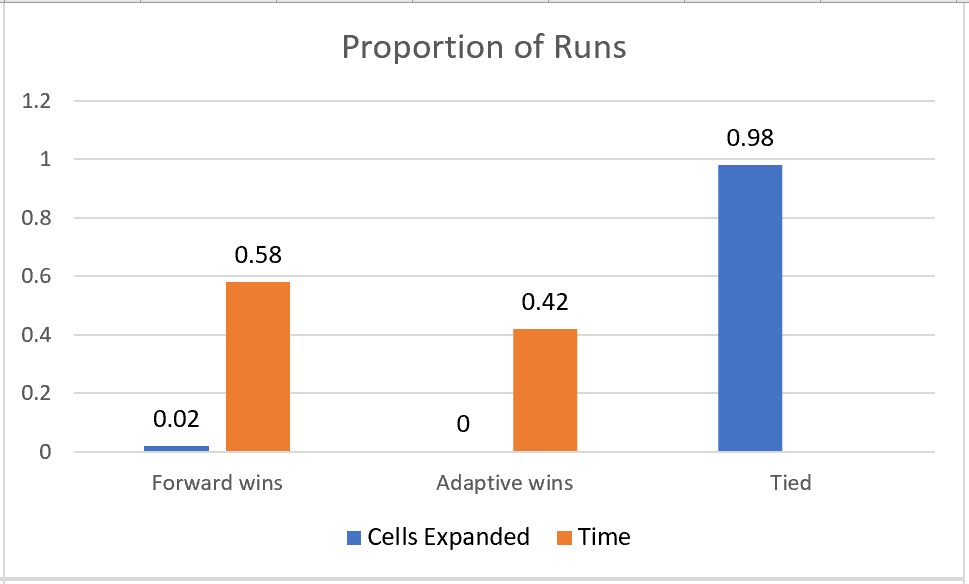 Proportion of Runs
1.2
1
0.8
0.6
0.4
0.2
0
0.02
0.58
0
0.42
0.98
Forward wins
Adaptive wins
Tied
Cells Expanded
Time